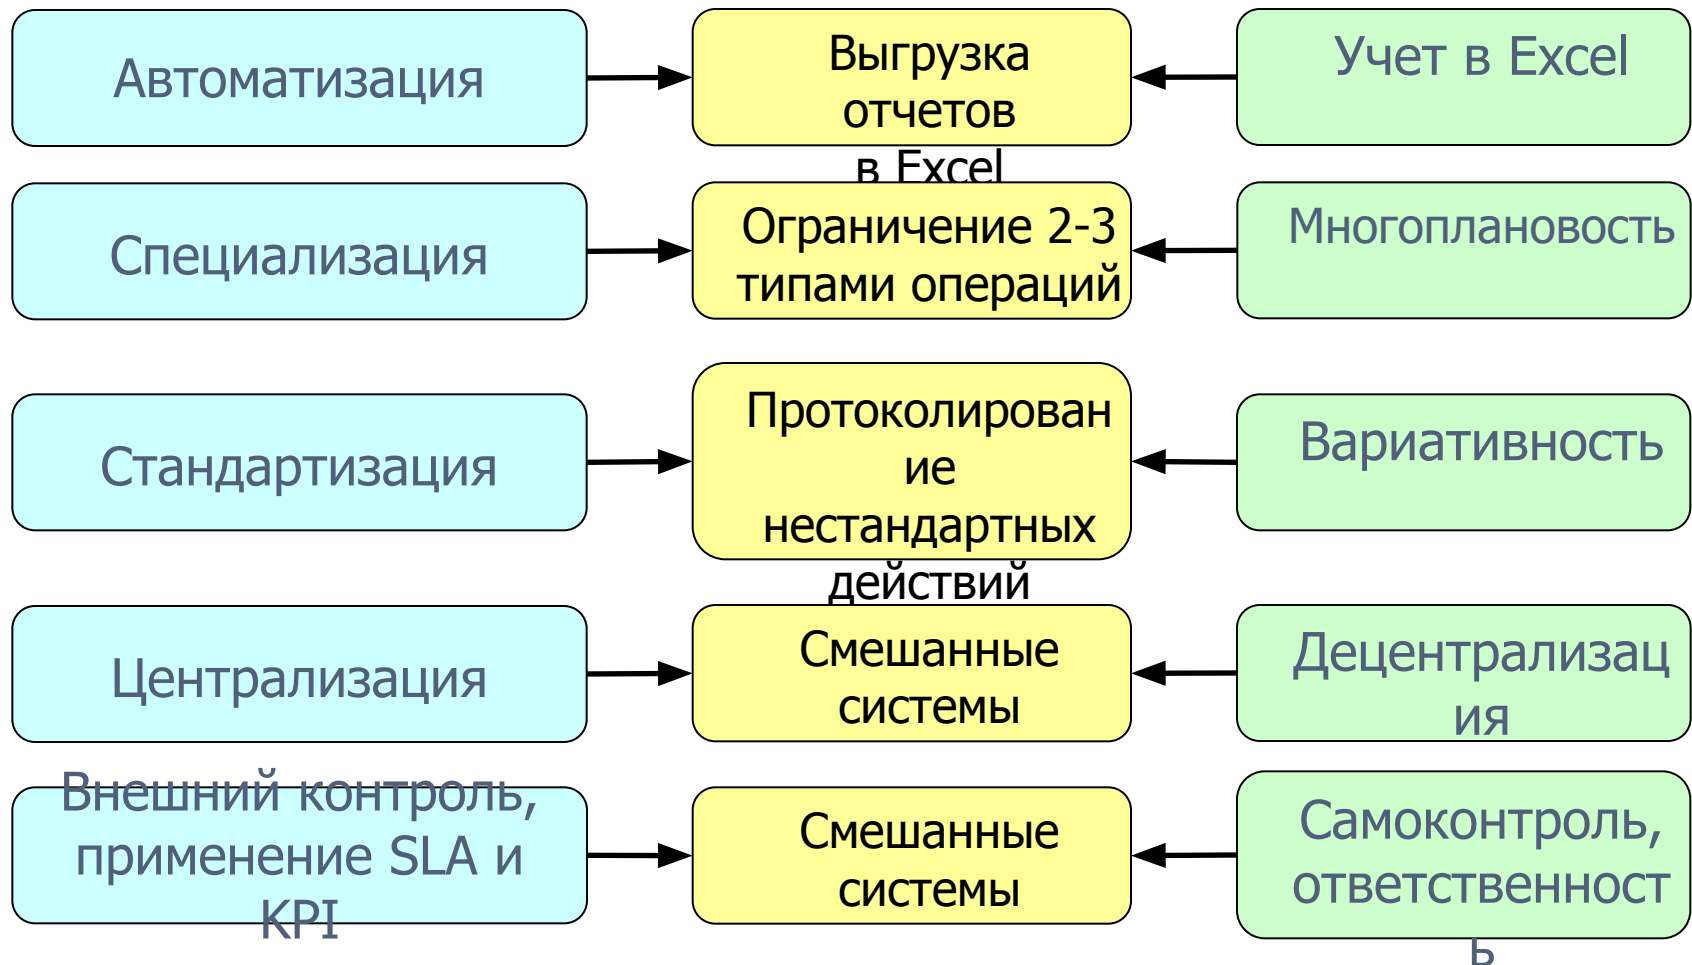 Автоматизация
Выгрузка
отчетов
в Excel
Учет в Excel
Специализация
Ограничение 2-3
типами операций
Многоплановость
Стандартизация
Протоколирован
ие
нестандартных
действий
Вариативность
Централизация
Смешанные
системы
Децентрализац
ия
Внешний контроль,
применение SLA и
KPI
Смешанные
системы
Самоконтроль,
ответственност
ь